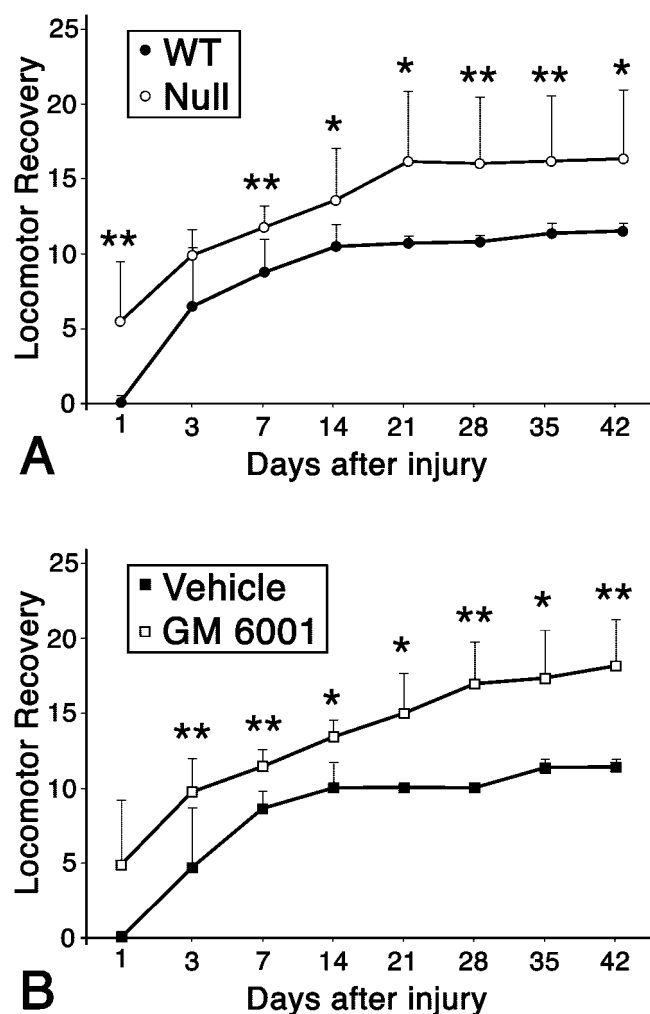 25
20
15
10
5
0
Locomotor Recovery
WT
Null
**
**
*
*
**
**
*
1 3 7 14 21 28 35 42
Days after injury
A
25
20
15
10
5
0
Locomotor Recovery
Vehicle
GM 6001
**
**
*
*
**
*
**
1 3 7 14 21 28 35 42
Days after injury
B